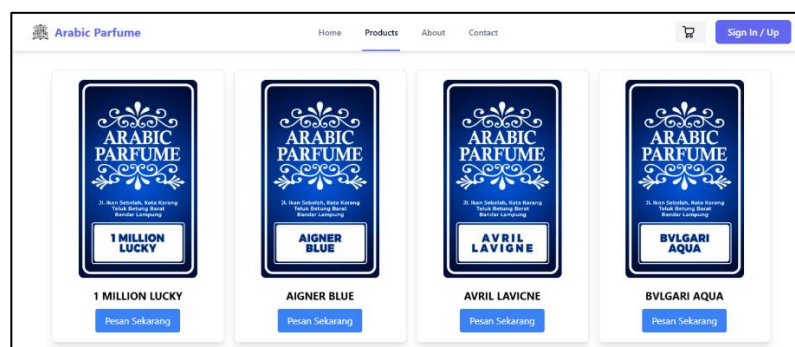 Arabic Parfume
Home Products About Contact
Sign In / Up
ARABIC
PARFUME
Jl. Ikan Sebelah, Kota Karang
Teluk Betung Barat
Bandar Lampung
1 MILLION
LUCKY
1 MILLION LUCKY
Pesan Sekarang
ARABIC
PARFUME
Jl. Ikan Sebelah, Kota Karang
Teluk Betung Barat
Bandar Lampung
AIGNER
BLUE
AIGNER BLUE
Pesan Sekarang
ARABIC
PARFUME
Jl. Ikan Sebelah, Kota Karang
Teluk Betung Barat
Bandar Lampung
AVRIL
LAVIGNE
AVRIL LAVICNE
Pesan Sekarang
ARABIC
PARFUME
Jl. Ikan Sebelah, Kota Karang
Teluk Betung Barat
Bandar Lampung
BVLGARI
AQUA
BVLGARI AQUA
Pesan Sekarang